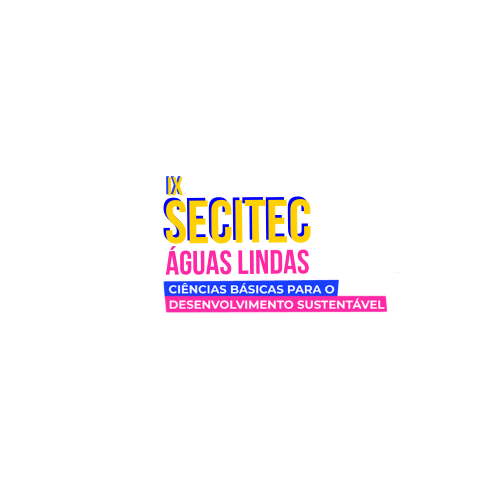 IX
SECITEC
ÁGUAS LINDAS
CIÊNCIAS BÁSICAS PARA O
DESENVOLVIMENTO SUSTENTÁVEL